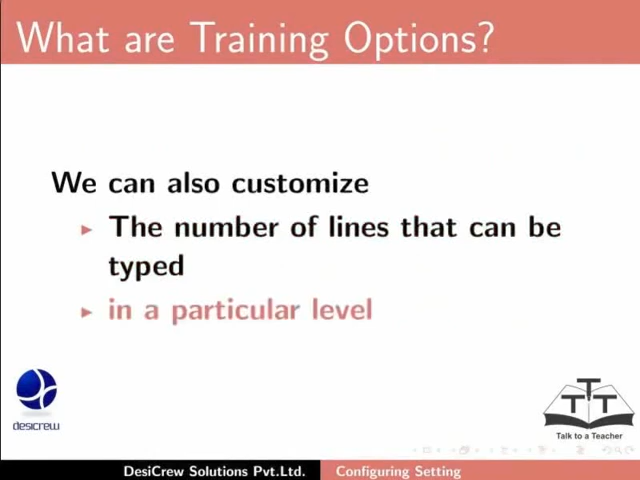 What are Training Options?
We can also customize
The number of lines that can be
typed
in a particular level
desicrew
TTT
Talk to a Teacher
DesiCrew Solutions Pvt.Ltd.
Configuring Setting